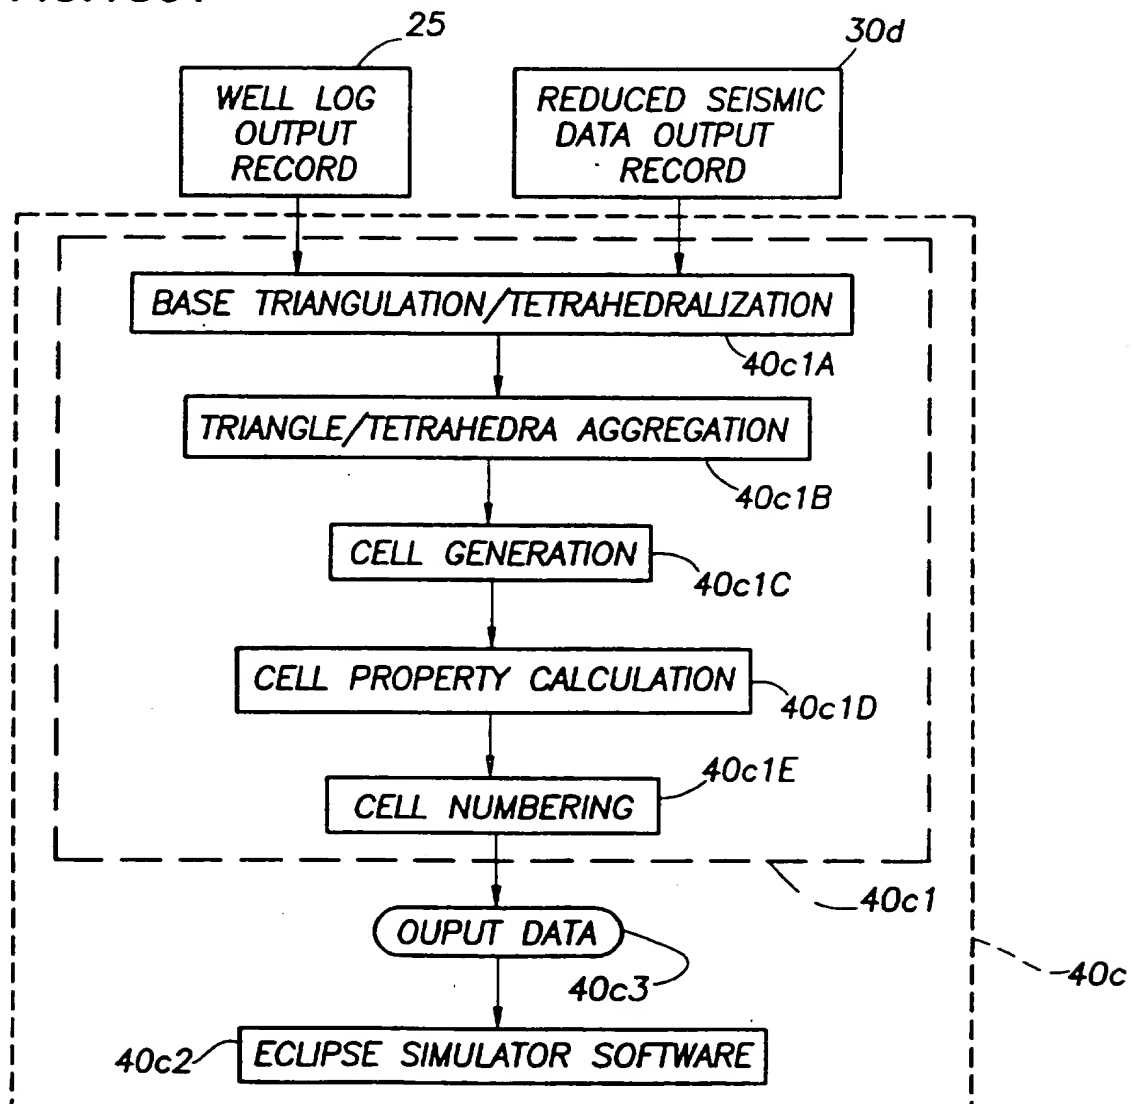 25
30d
WELL LOG
OUTPUT
RECORD
REDUCED SEISMIC
DATA OUTPUT
RECORD
BASE TRIANGULATION/TETRAHEDRALIZATION
40c1A
TRIANGLE/TETRAHEDRA AGGREGATION
40c1B
CELL GENERATION
40c1C
CELL PROPERTY CALCULATION
40c1D
40c1E
CELL NUMBERING
40c1
OUPUT DATA
40c3
40c
40c2
ECLIPSE SIMULATOR SOFTWARE